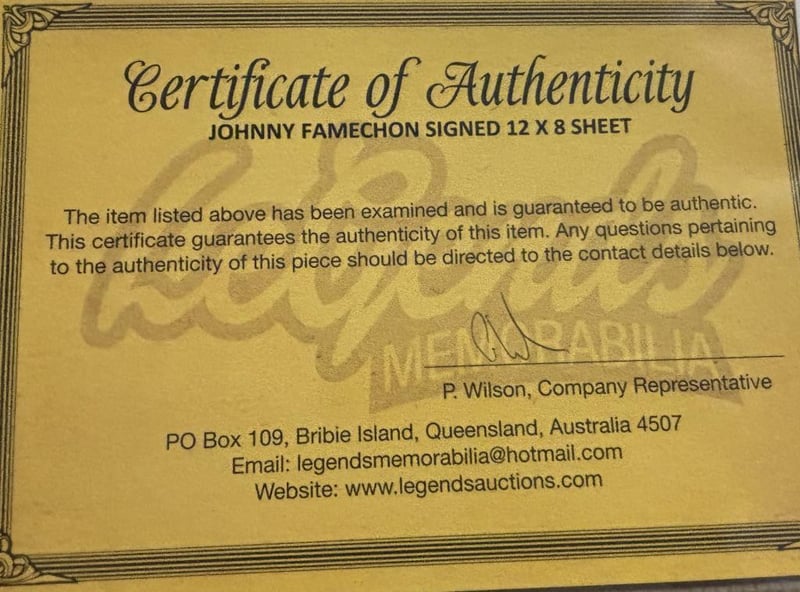 Certificate of Authenticity
JOHNNY FAMECHON SIGNED 12 X 8 SHEET
The item listed above has been examined and is guaranteed to be authentic.
This certificate guarantees the authenticity of this item. Any questions pertaining
to the authenticity of this piece should be directed to the contact details below.
Legends
MEMORABILIA
P. Wilson, Company Representative
PO Box 109, Bribie Island, Queensland, Australia 4507
Email: legendsmemorabilia@hotmail.com
Website: www.legendsauctions.com